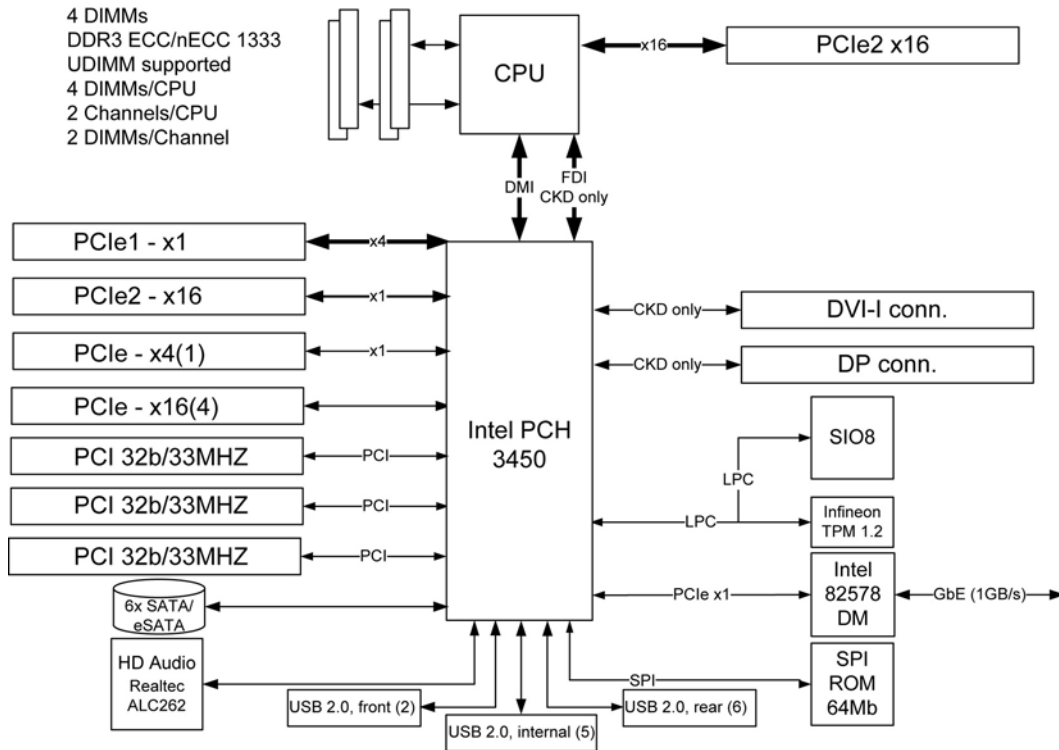 4 DIMMs
DDR3 ECC/nECC 1333
UDIMM supported
4 DIMMs/CPU
2 Channels/CPU
2 DIMMs/Channel
CPU
x16
PCIe2 x16
DMI
FDI
CKD only
PCIe1 - x1
x4
PCIe2 - x16
x1
PCIe - x4(1)
x1
PCIe - x16(4)
PCI 32b/33MHZ
PCI
PCI 32b/33MHZ
PCI
PCI 32b/33MHZ
PCI
6x SATA/
eSATA
HD Audio
Realtec
ALC262
Intel PCH
3450
CKD only
DVI-I conn.
CKD only
DP conn.
SIO8
LPC
LPC
Infineon
TPM 1.2
PCIe x1
Intel
82578
DM
GbE (1GB/s)
SPI
SPI
ROM
64Mb
USB 2.0, front (2)
USB 2.0, internal (5)
USB 2.0, rear (6)